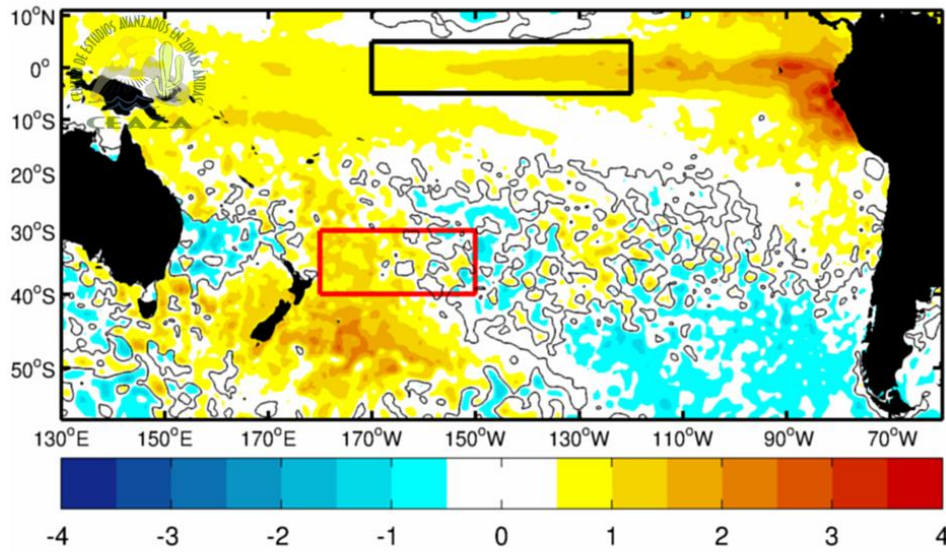 CENTRO DE ESTUDIOS AVANZADOS EN ZONAS ÁRIDAS
CEAZA
10°N
0°
10°S
20°S
30°S
40°S
50°S
130°E 150°E 170°E 170°W 150°W 130°W 110°W 90°W 70°W
-4 -3 -2 -1 0 1 2 3 4